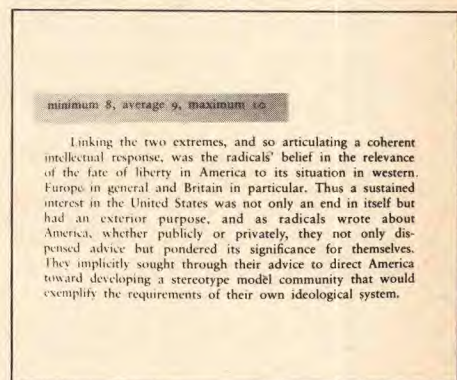 minimum 8, average 9, maximum 10
Linking the two extremes, and so articulating a coherent
intellectual response, was the radicals' belief in the relevance
of the fate of liberty in America to its situation in western
Europe in general and Britain in particular. Thus a sustained
interest in the United States was not only an end in itself but
had an exterior purpose, and as radicals wrote about
America, whether publicly or privately, they not only dis-
pensed advice but pondered its significance for themselves.
They implicitly sought through their advice to direct America
toward developing a stereotype model community that would
exemplify the requirements of their own ideological system.